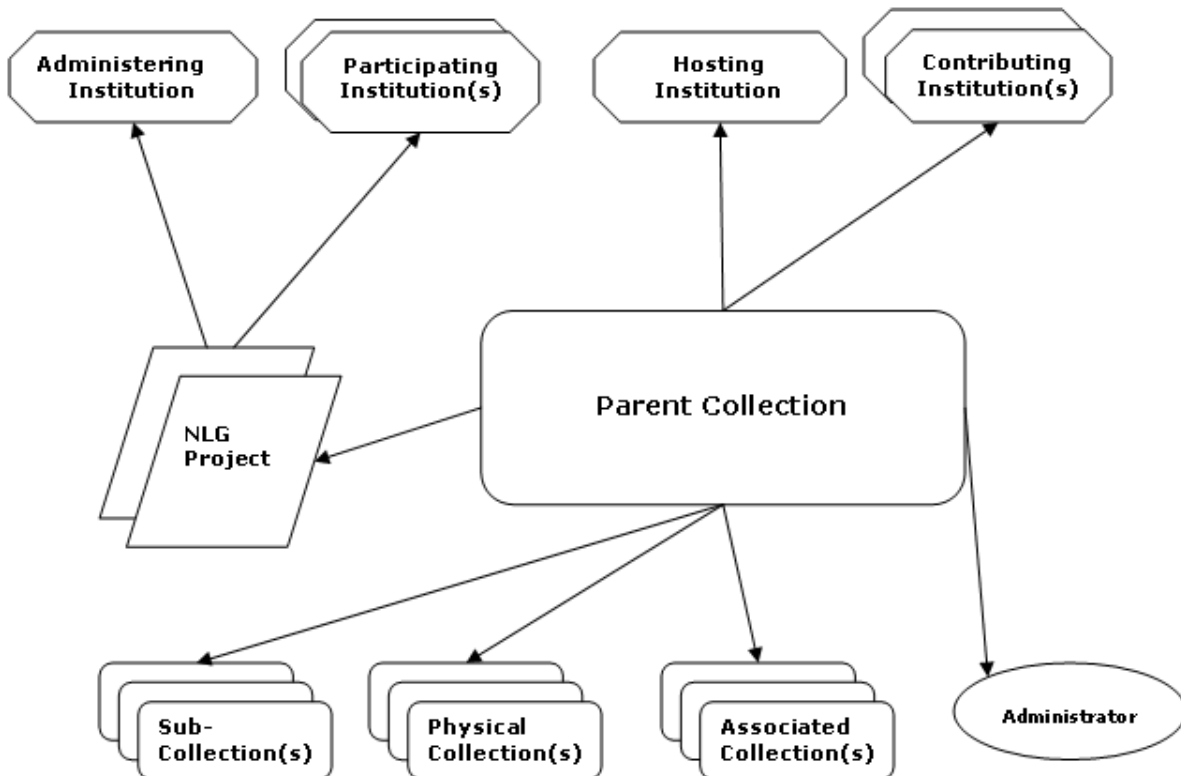 Administering
Institution
Participating
Institution(s)
Hosting
Institution
Contributing
Institution(s)
Parent Collection
NLG
Project
Sub-
Collection(s)
Physical
Collection(s)
Associated
Collection(s)
Administrator